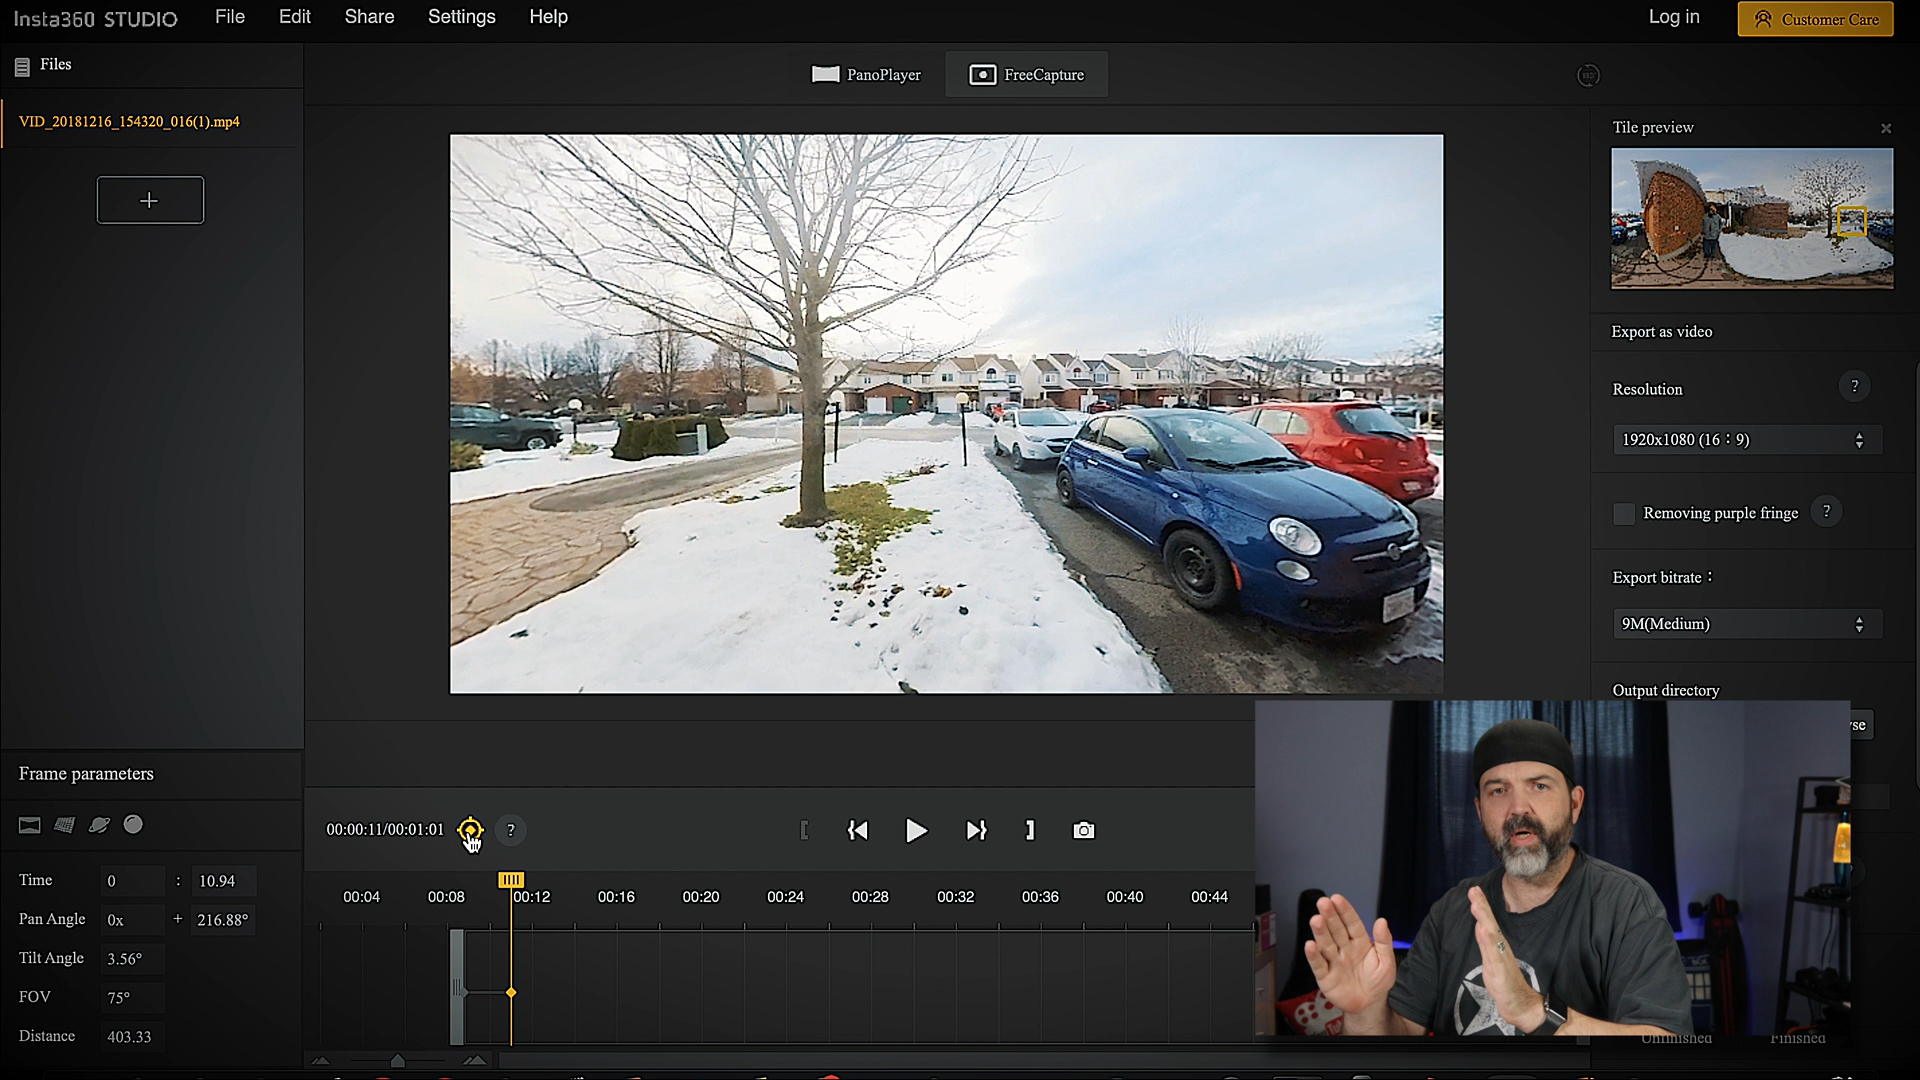 Insta360 STUDIO File Edit Share Settings Help Log in Customer Care
Files
PanoPlayer FreeCapture
VID_20181216_154320_016(1).mp4
+
Tile preview
Export as video
Resolution ?
1920x1080 (16：9)
Removing purple fringe ?
Export bitrate：
9M(Medium)
Output directory
se
Frame parameters
00:00:11/00:01:01 ?
Time 0 : 10.94
Pan Angle 0x + 216.88°
Tilt Angle 3.56°
FOV 75°
Distance 403.33
00:04 00:08 00:12 00:16 00:20 00:24 00:28 00:32 00:36 00:40 00:44
Unfinished Finished